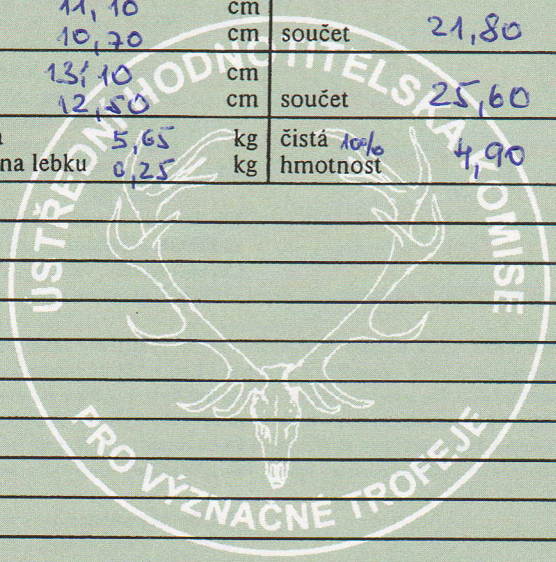 11,10 cm
10,70 cm součet 21,80
13,10 cm
12,50 cm součet 25,60
5,65 kg čistá 10% 4,90
na lebku 0,25 kg hmotnost
ÚSTŘEDNÍ HODNOTITELSKÁ KOMISE
PRO VÝZNAČNÉ TROFEJE